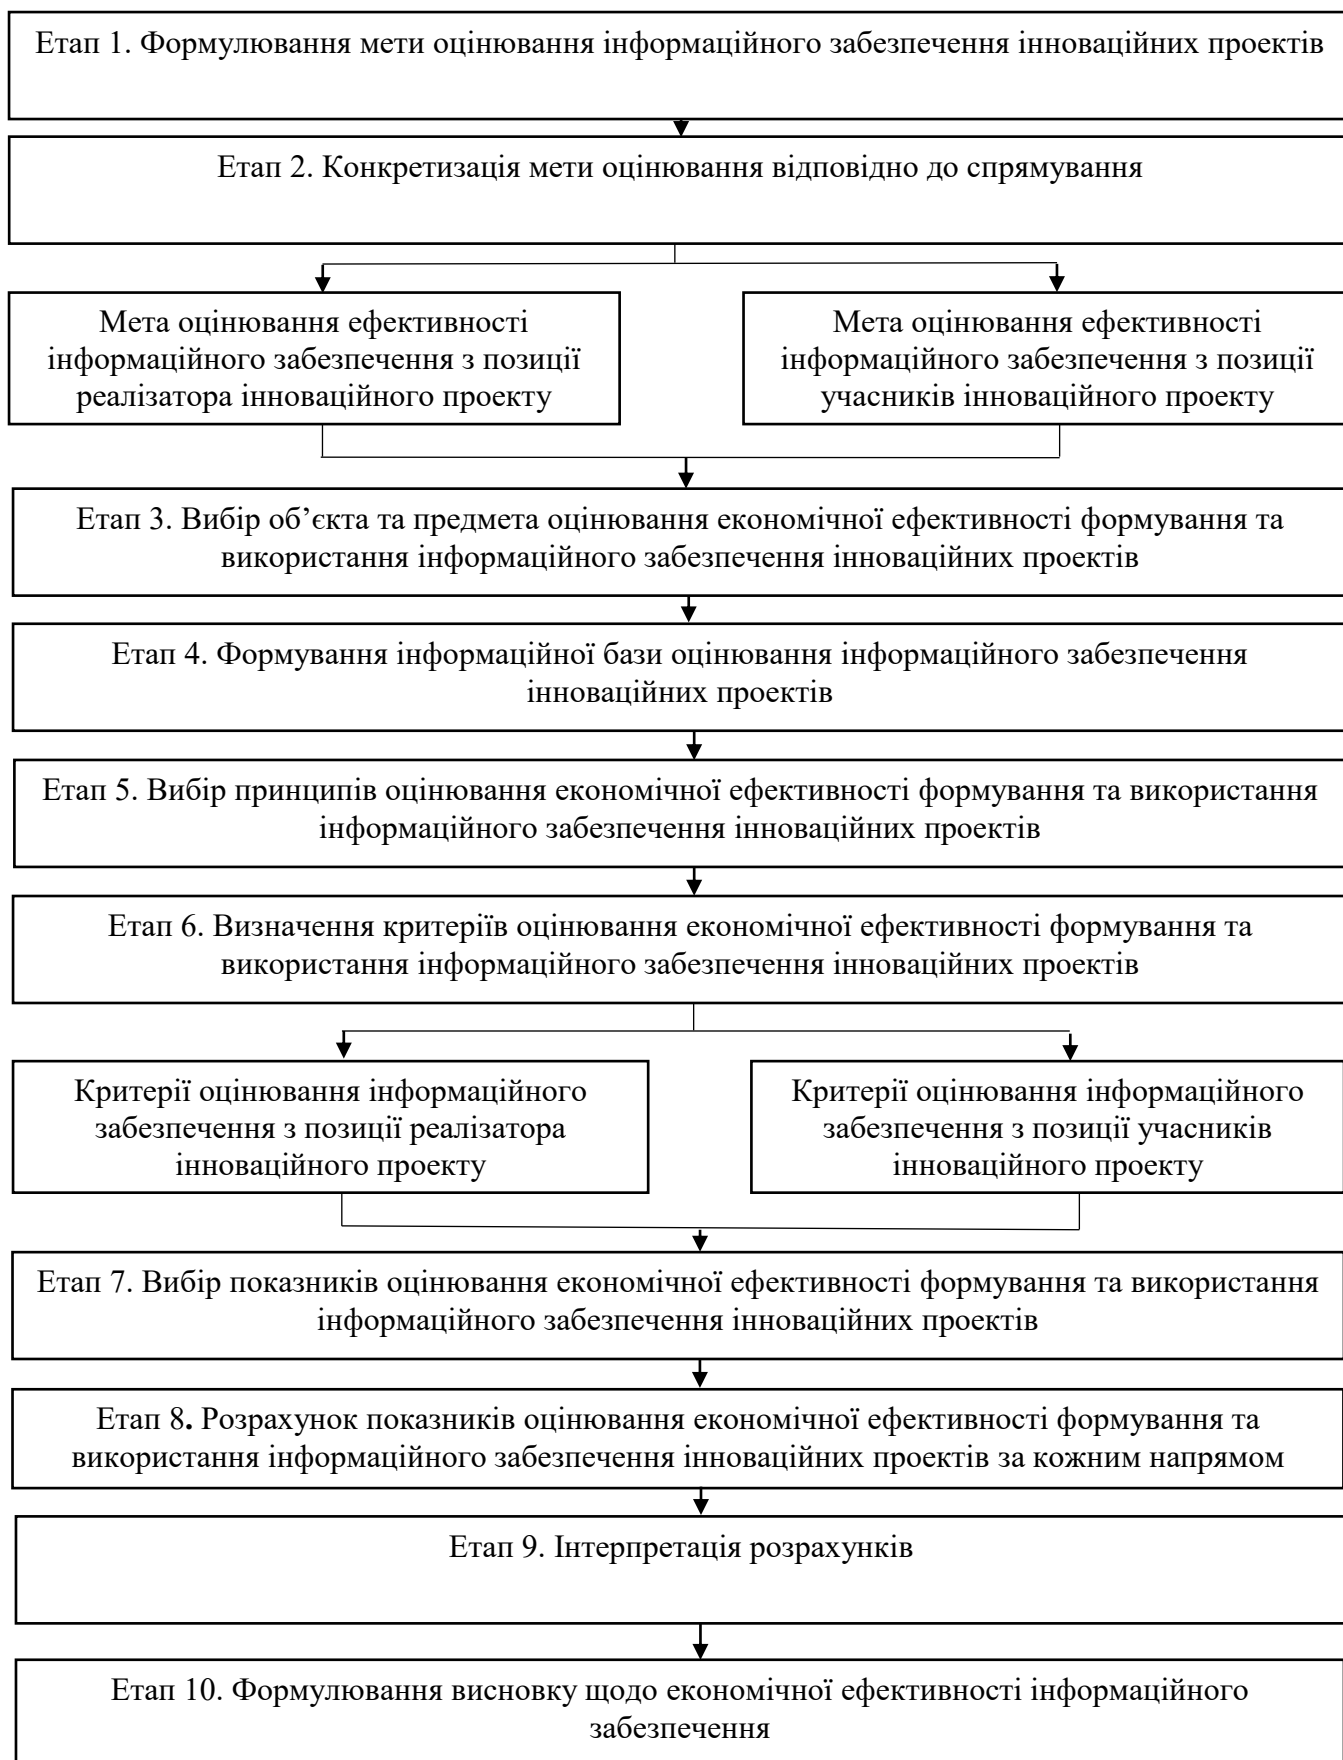 Етап 1. Формулювання мети оцінювання інформаційного забезпечення інноваційних проектів
Етап 2. Конкретизація мети оцінювання відповідно до спрямування
Мета оцінювання ефективності
інформаційного забезпечення з позиції
реалізатора інноваційного проекту
Мета оцінювання ефективності
інформаційного забезпечення з позиції
учасників інноваційного проекту
Етап 3. Вибір об’єкта та предмета оцінювання економічної ефективності формування та
використання інформаційного забезпечення інноваційних проектів
Етап 4. Формування інформаційної бази оцінювання інформаційного забезпечення
інноваційних проектів
Етап 5. Вибір принципів оцінювання економічної ефективності формування та використання
інформаційного забезпечення інноваційних проектів
Етап 6. Визначення критеріїв оцінювання економічної ефективності формування та
використання інформаційного забезпечення інноваційних проектів
Критерії оцінювання інформаційного
забезпечення з позиції реалізатора
інноваційного проекту
Критерії оцінювання інформаційного
забезпечення з позиції учасників
інноваційного проекту
Етап 7. Вибір показників оцінювання економічної ефективності формування та використання
інформаційного забезпечення інноваційних проектів
Етап 8. Розрахунок показників оцінювання економічної ефективності формування та
використання інформаційного забезпечення інноваційних проектів за кожним напрямом
Етап 9. Інтерпретація розрахунків
Етап 10. Формулювання висновку щодо економічної ефективності інформаційного
забезпечення